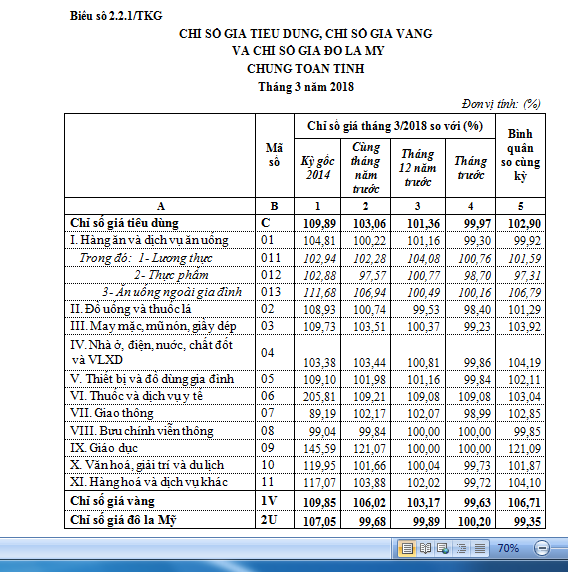 Biểu số 2.2.1/TKG
CHỈ SỐ GIÁ TIÊU DÙNG, CHỈ SỐ GIÁ VÀNG
VÀ CHỈ SỐ GIÁ ĐÔ LA MỸ
CHUNG TOÀN TỈNH
Tháng 3 năm 2018
Đơn vị tính: (%)
Mã số Chỉ số giá tháng 3/2018 so với (%) Bình quân so cùng kỳ
Kỳ gốc 2014 Cùng tháng năm trước Tháng 12 năm trước Tháng trước
A B 1 2 3 4 5
Chỉ số giá tiêu dùng C 109,89 103,06 101,36 99,97 102,90
I. Hàng ăn và dịch vụ ăn uống 01 104,81 100,22 101,16 99,30 99,92
Trong đó: 1- Lương thực 011 102,94 102,28 104,08 100,76 101,59
2- Thực phẩm 012 102,88 97,57 100,77 98,70 97,31
3- Ăn uống ngoài gia đình 013 111,68 106,94 100,49 100,16 106,79
II. Đồ uống và thuốc lá 02 108,93 100,74 99,53 98,40 101,29
III. May mặc, mũ nón, giầy dép 03 109,73 103,51 100,37 99,23 103,92
IV. Nhà ở, điện, nước, chất đốt
và VLXD 04 103,38 103,44 100,81 99,86 104,19
V. Thiết bị và đồ dùng gia đình 05 109,10 101,98 101,16 99,84 102,11
VI. Thuốc và dịch vụ y tế 06 205,81 109,21 109,08 109,08 103,04
VII. Giao thông 07 89,19 102,17 102,07 98,99 102,85
VIII. Bưu chính viễn thông 08 99,04 99,84 100,00 100,00 99,85
IX. Giáo dục 09 145,59 121,07 100,00 100,00 121,09
X. Văn hoá, giải trí và du lịch 10 119,95 101,66 100,04 99,73 101,87
XI. Hàng hoá và dịch vụ khác 11 117,07 103,88 102,02 99,72 104,10
Chỉ số giá vàng 1V 109,85 106,02 103,17 99,63 106,71
Chỉ số giá đô la Mỹ 2U 107,05 99,68 99,89 100,20 99,35
70%